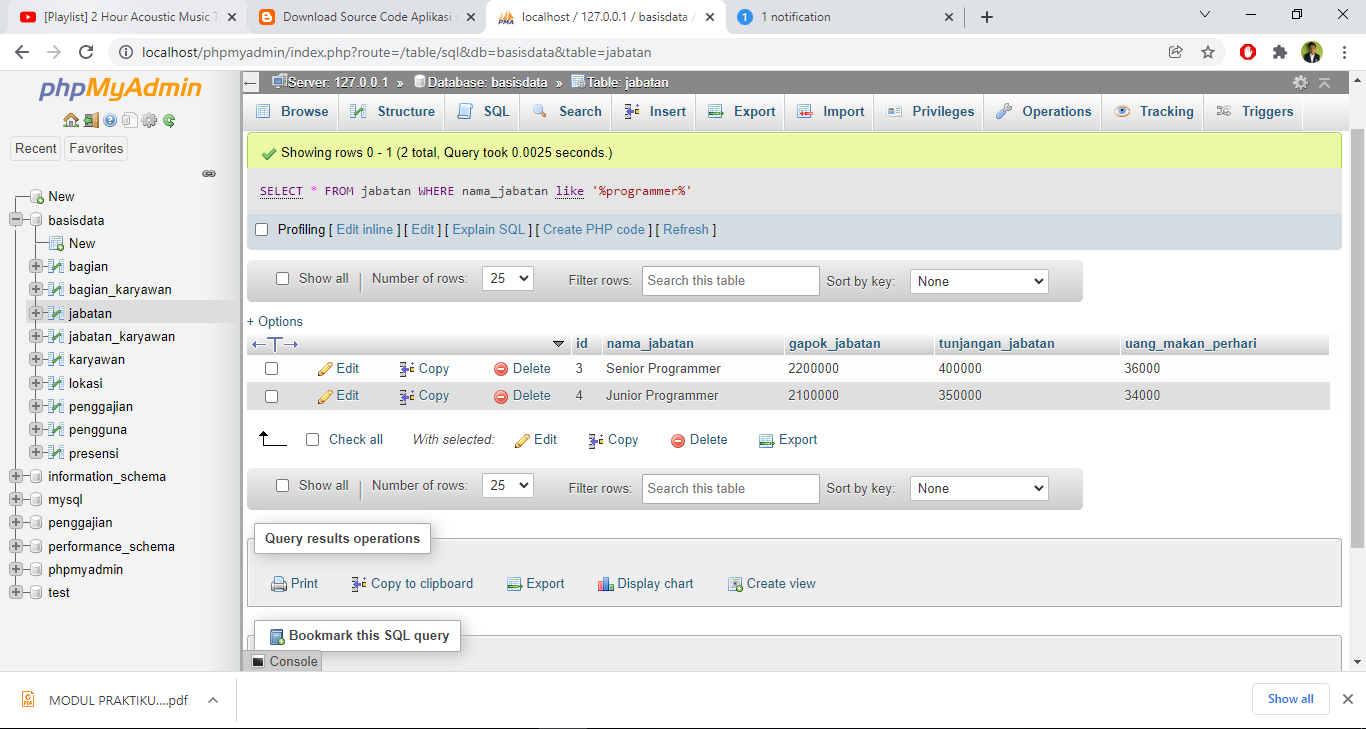 [Playlist] 2 Hour Acoustic Music T
Download Source Code Aplikasi s
localhost / 127.0.0.1 / basisdata /
1 notification
localhost/phpmyadmin/index.php?route=/table/sql&db=basisdata&table=jabatan
phpMyAdmin
Recent Favorites
New
basisdata
New
bagian
bagian_karyawan
jabatan
jabatan_karyawan
karyawan
lokasi
penggajian
pengguna
presensi
information_schema
mysql
penggajian
performance_schema
phpmyadmin
test
Server: 127.0.0.1 » Database: basisdata » Table: jabatan
Browse Structure SQL Search Insert Export Import Privileges Operations Tracking Triggers
Showing rows 0 - 1 (2 total, Query took 0.0025 seconds.)
SELECT * FROM jabatan WHERE nama_jabatan like '%programmer%'
Profiling [ Edit inline ] [ Edit ] [ Explain SQL ] [ Create PHP code ] [ Refresh ]
Show all Number of rows: 25 Filter rows: Search this table Sort by key: None
+ Options
←T→ id nama_jabatan gapok_jabatan tunjangan_jabatan uang_makan_perhari
Edit Copy Delete 3 Senior Programmer 2200000 400000 36000
Edit Copy Delete 4 Junior Programmer 2100000 350000 34000
Check all With selected: Edit Copy Delete Export
Show all Number of rows: 25 Filter rows: Search this table Sort by key: None
Query results operations
Print Copy to clipboard Export Display chart Create view
Bookmark this SQL query
Console
MODUL PRAKTIKU....pdf
Show all